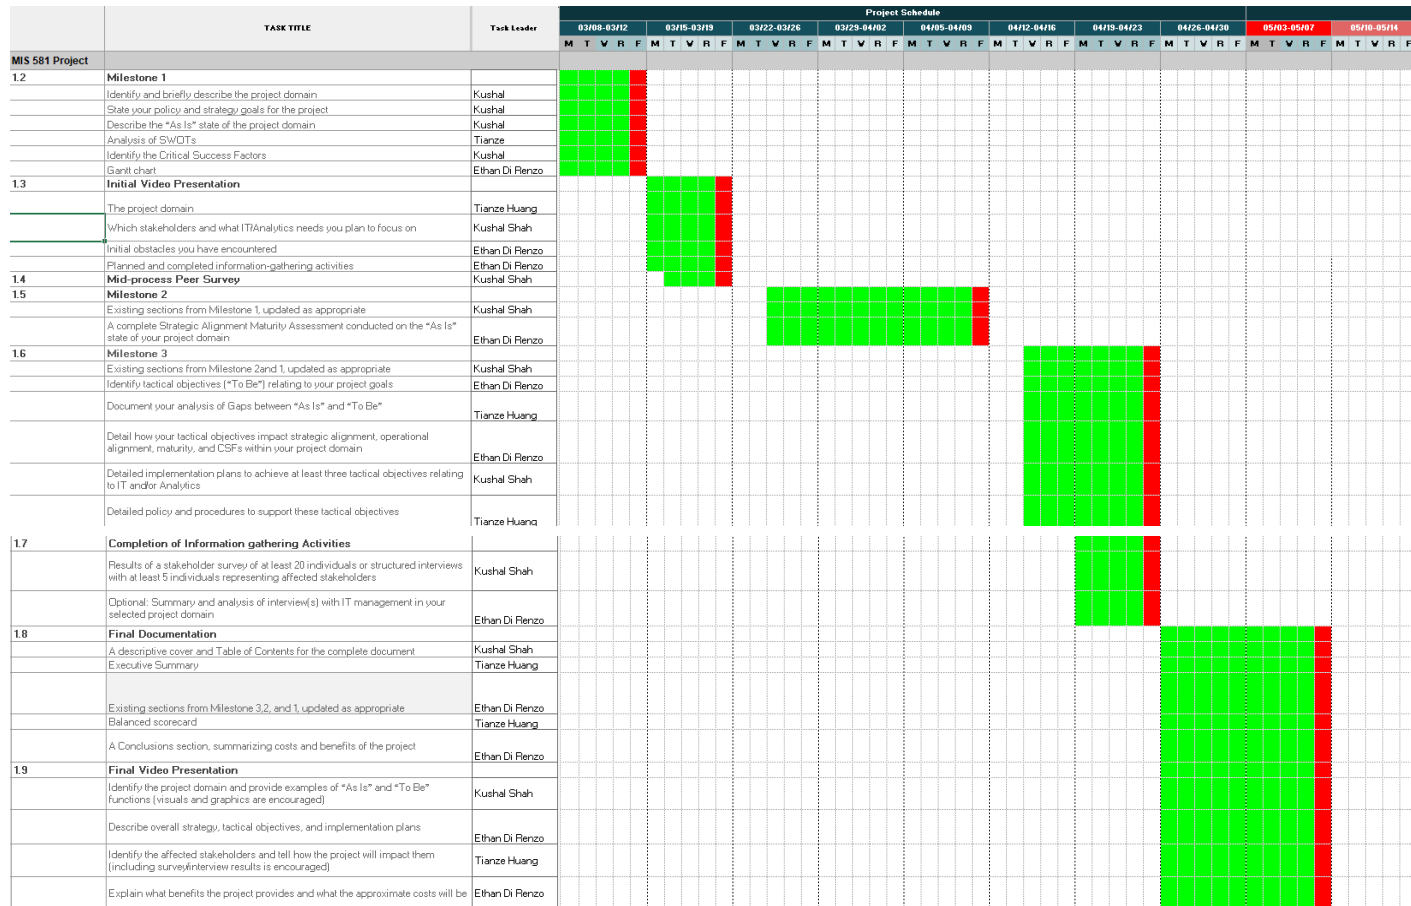 Project Schedule
TASK TITLE Task Leader 03/08-03/12 03/15-03/19 03/22-03/26 03/29-04/02 04/05-04/09 04/12-04/16 04/19-04/23 04/26-04/30 05/03-05/07 05/10-05/14
M T W R F M T W R F M T W R F M T W R F M T W R F M T W R F M T W R F M T W R F M T W R F M T W R F
MIS 581 Project
1.2 Milestone 1
Identify and briefly describe the project domain Kushal
State your policy and strategy goals for the project Kushal
Describe the "As Is" state of the project domain Kushal
Analysis of SWOTs Tianze
Identify the Critical Success Factors Kushal
Gantt chart Ethan Di Renzo
1.3 Initial Video Presentation
The project domain Tianze Huang
Which stakeholders and what IT/Analytics needs you plan to focus on Kushal Shah
Initial obstacles you have encountered Ethan Di Renzo
Planned and completed information-gathering activities Ethan Di Renzo
1.4 Mid-process Peer Survey Kushal Shah
1.5 Milestone 2
Existing sections from Milestone 1, updated as appropriate Kushal Shah
A complete Strategic Alignment Maturity Assessment conducted on the "As Is"
state of your project domain Ethan Di Renzo
1.6 Milestone 3
Existing sections from Milestone 2and 1, updated as appropriate Kushal Shah
Identify tactical objectives ("To Be") relating to your project goals Ethan Di Renzo
Document your analysis of Gaps between "As Is" and "To Be" Tianze Huang
Detail how your tactical objectives impact strategic alignment, operational
alignment, maturity, and CSFs within your project domain Ethan Di Renzo
Detailed implementation plans to achieve at least three tactical objectives relating
to IT and/or Analytics Kushal Shah
Detailed policy and procedures to support these tactical objectives Tianze Huang
1.7 Completion of Information gathering Activities
Results of a stakeholder survey of at least 20 individuals or structured interviews
with at least 5 individuals representing affected stakeholders Kushal Shah
Optional: Summary and analysis of interview(s) with IT management in your
selected project domain Ethan Di Renzo
1.8 Final Documentation
A descriptive cover and Table of Contents for the complete document Kushal Shah
Executive Summary Tianze Huang
Existing sections from Milestone 3,2, and 1, updated as appropriate Ethan Di Renzo
Balanced scorecard Tianze Huang
A Conclusions section, summarizing costs and benefits of the project Ethan Di Renzo
1.9 Final Video Presentation
Identify the project domain and provide examples of "As Is" and "To Be"
functions (visuals and graphics are encouraged) Kushal Shah
Describe overall strategy, tactical objectives, and implementation plans Ethan Di Renzo
Identify the affected stakeholders and tell how the project will impact them
(including survey/interview results is encouraged) Tianze Huang
Explain what benefits the project provides and what the approximate costs will be Ethan Di Renzo